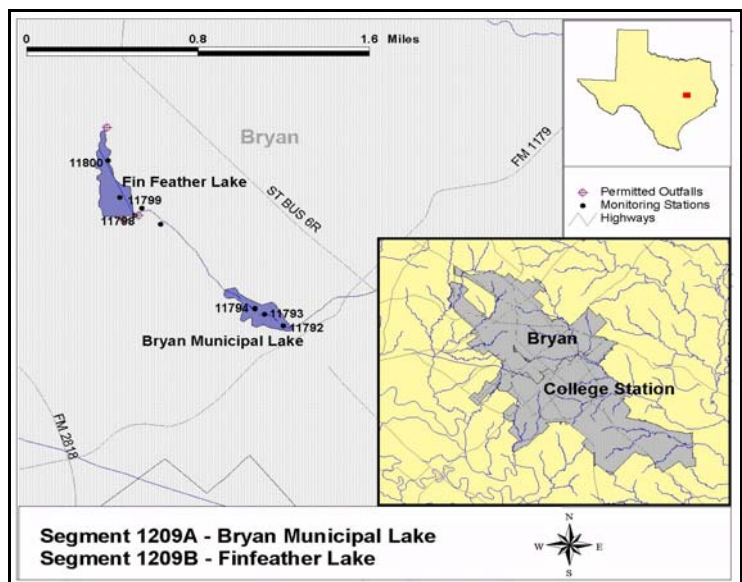 0 0.8 1.6 Miles
Bryan
FM 1179
11800
Fin Feather Lake
11799
11798
ST BUS 6R
Permitted Outfalls
Monitoring Stations
Highways
11794
11793
11792
Bryan Municipal Lake
FM 2818
Bryan
College Station
Segment 1209A - Bryan Municipal Lake
Segment 1209B - Finfeather Lake
N
W E
S